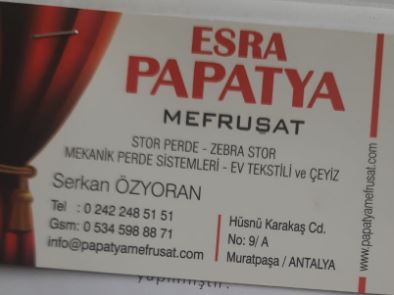 ESRA
PAPATYA
MEFRUŞAT
STOR PERDE - ZEBRA STOR
MEKANİK PERDE SİSTEMLERİ - EV TEKSTİLİ ve ÇEYİZ
Serkan ÖZYORAN
Tel : 0 242 248 51 51
Gsm: 0 534 598 88 71
info@papatyamefrusat.com
Hüsnü Karakaş Cd.
No: 9/ A
Muratpaşa / ANTALYA
www.papatyamefrusat.com
yapılmıştır.